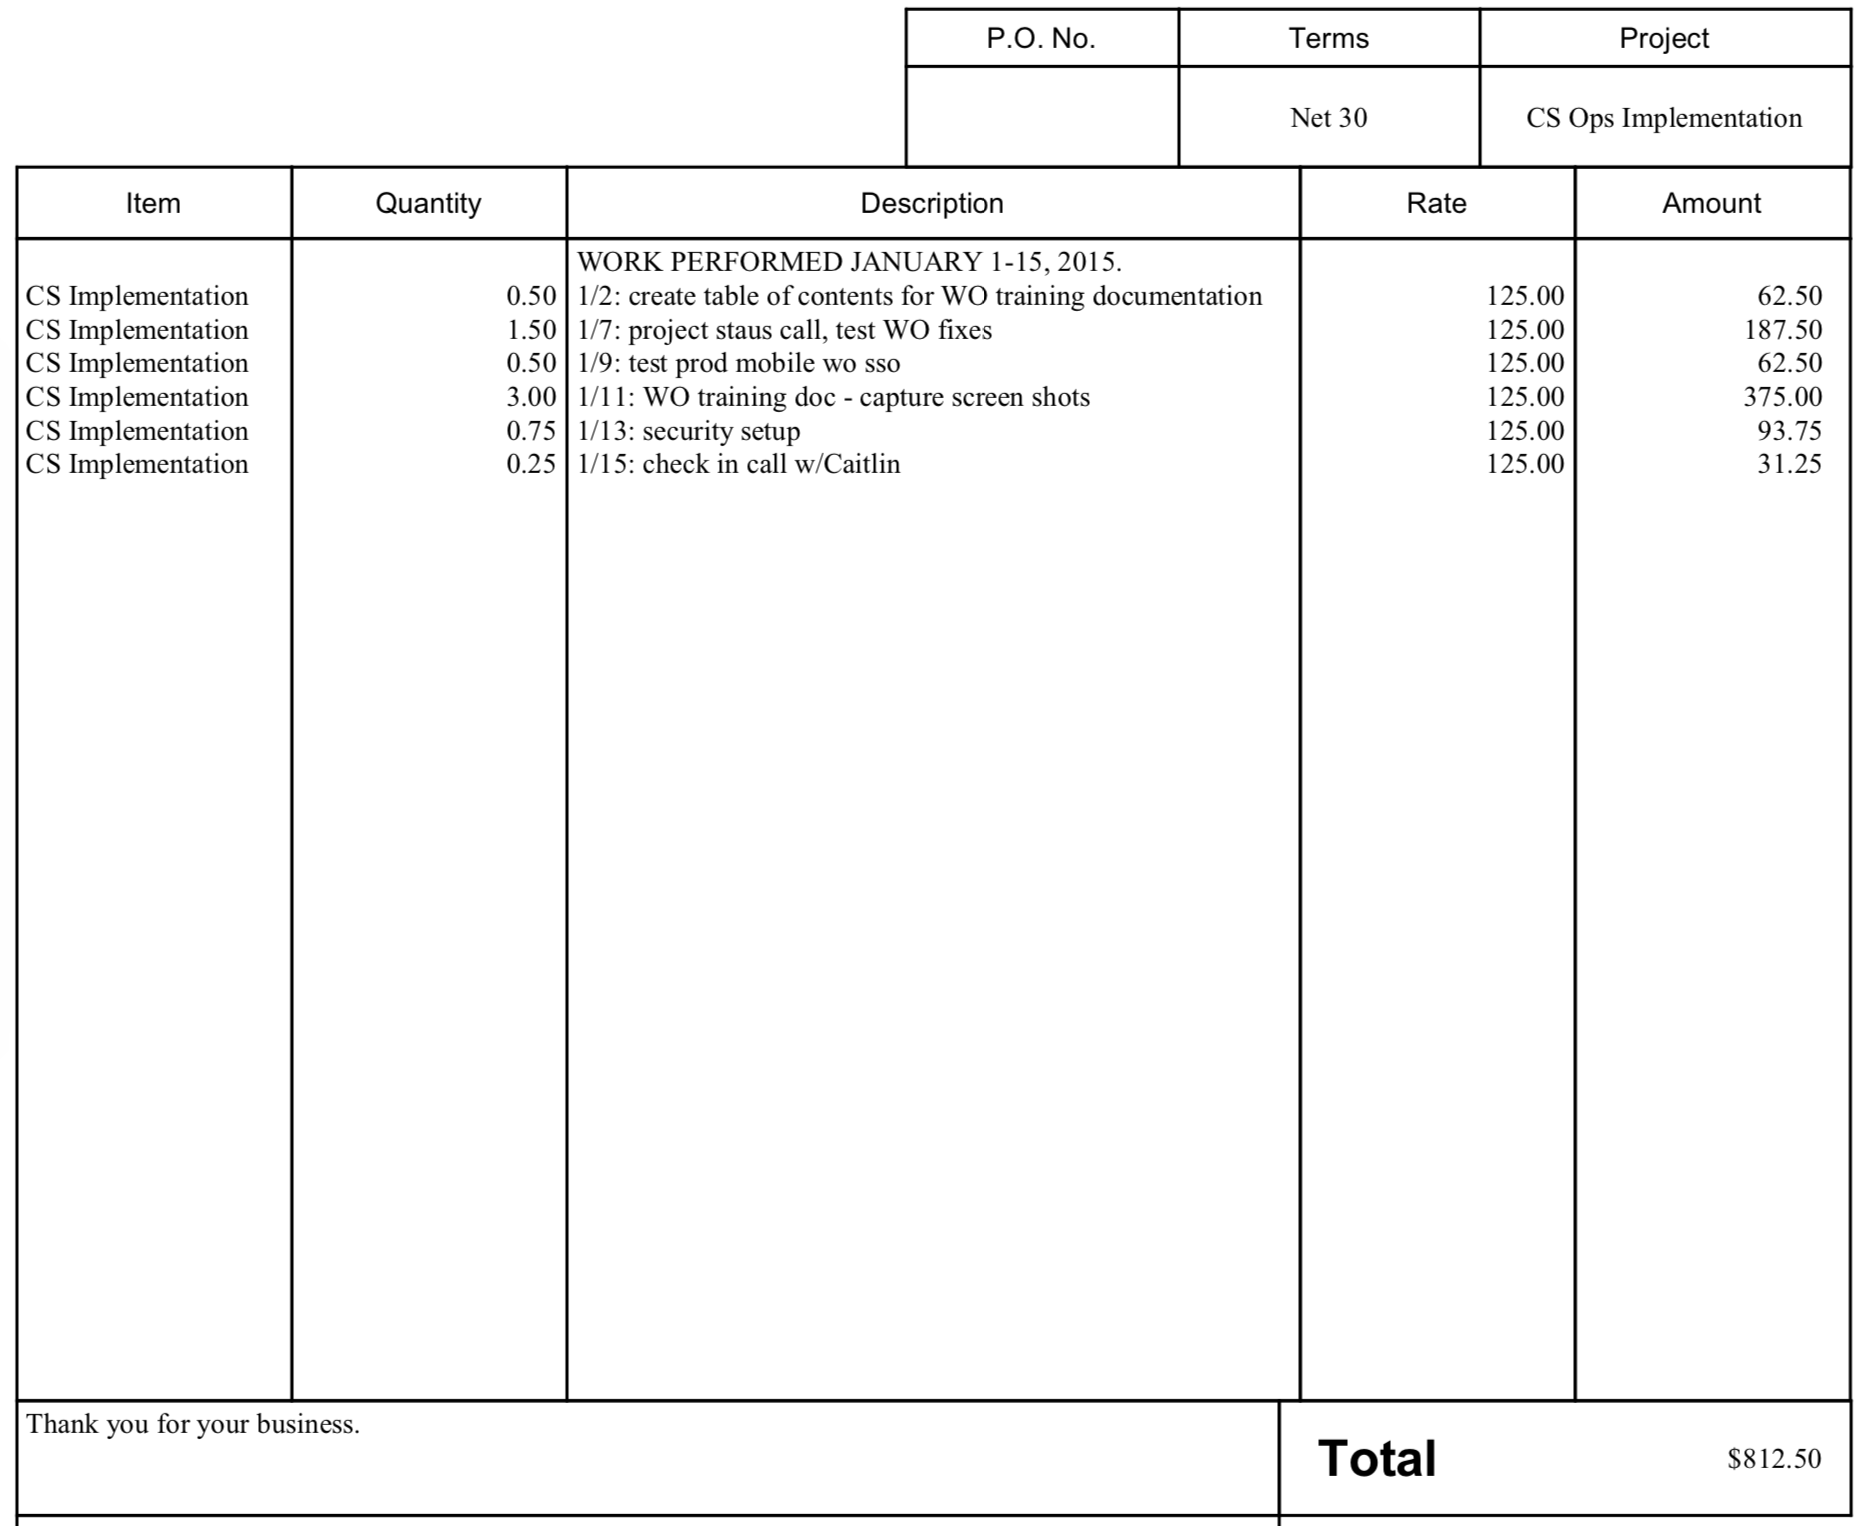 P.O. No. Terms Project
Net 30 CS Ops Implementation
Item Quantity Description Rate Amount
WORK PERFORMED JANUARY 1-15, 2015.
CS Implementation 0.50 1/2: create table of contents for WO training documentation 125.00 62.50
CS Implementation 1.50 1/7: project staus call, test WO fixes 125.00 187.50
CS Implementation 0.50 1/9: test prod mobile wo sso 125.00 62.50
CS Implementation 3.00 1/11: WO training doc - capture screen shots 125.00 375.00
CS Implementation 0.75 1/13: security setup 125.00 93.75
CS Implementation 0.25 1/15: check in call w/Caitlin 125.00 31.25
Thank you for your business.
Total $812.50